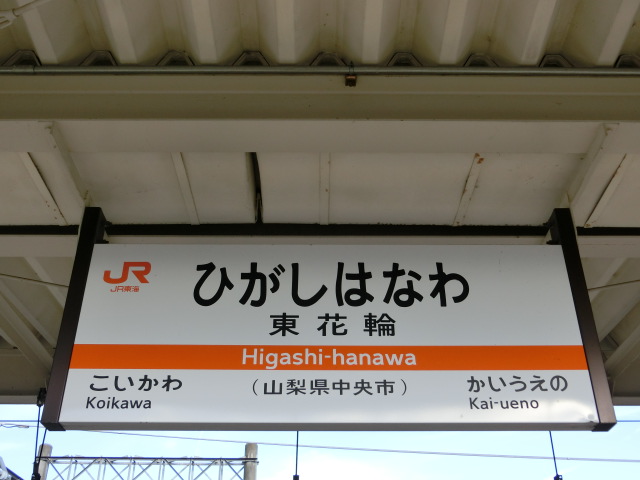 JR
JR東海
ひがしはなわ
東花輪
Higashi-hanawa
こいかわ
Koikawa
(山梨県中央市)
かいうえの
Kai-ueno